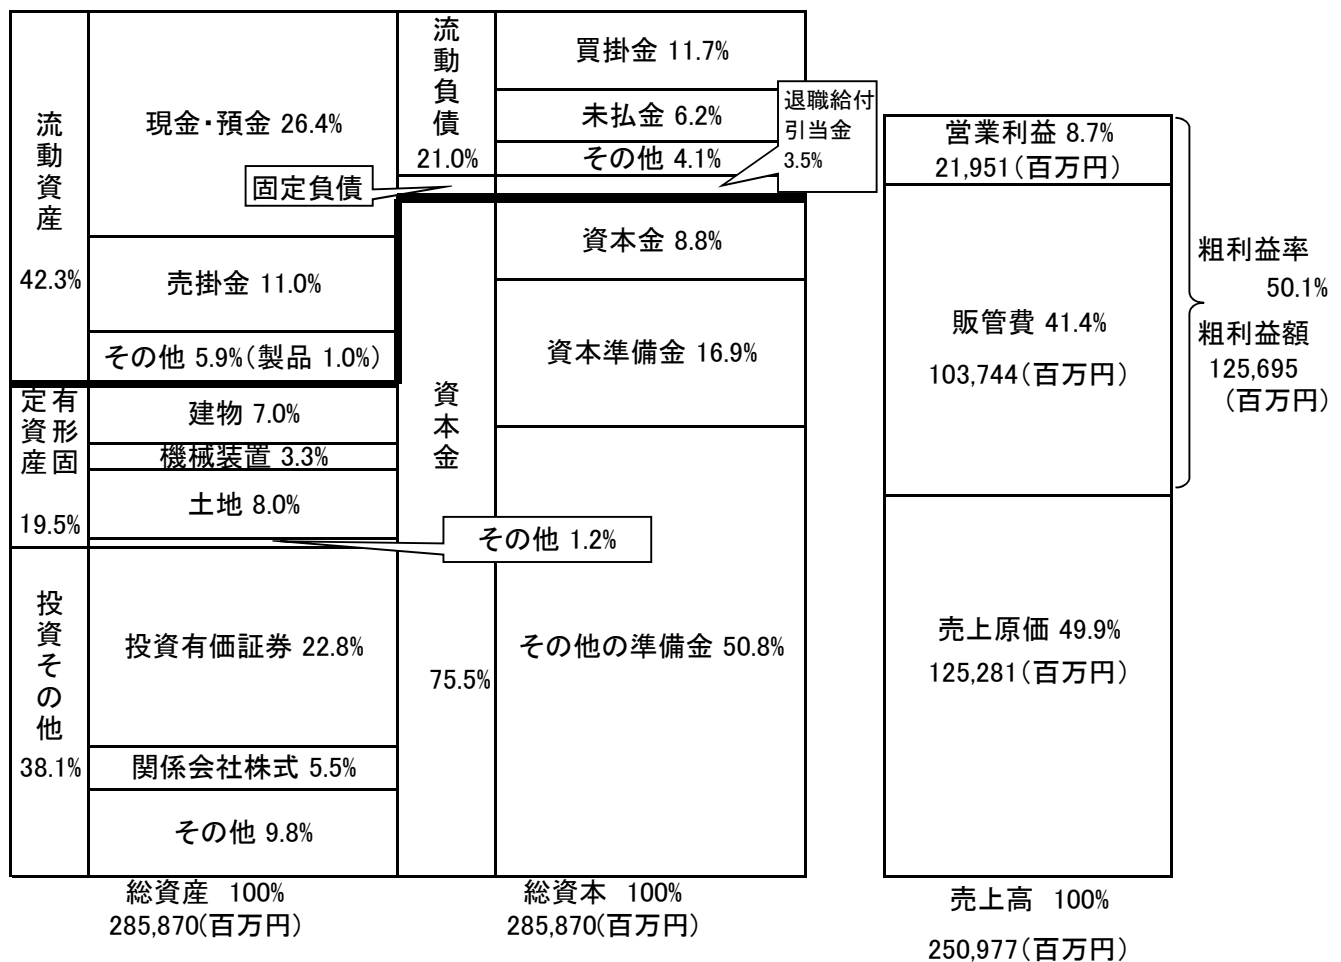 流動資産
42.3%
現金・預金 26.4%
売掛金 11.0%
その他 5.9%(製品 1.0%)
有形固定資産
19.5%
建物 7.0%
機械装置 3.3%
土地 8.0%
その他 1.2%
投資その他
38.1%
投資有価証券 22.8%
関係会社株式 5.5%
その他 9.8%
総資産 100%
285,870(百万円)
流動負債
21.0%
買掛金 11.7%
未払金 6.2%
その他 4.1%
固定負債
退職給付
引当金
3.5%
資本金
75.5%
資本金 8.8%
資本準備金 16.9%
その他の準備金 50.8%
総資本 100%
285,870(百万円)
営業利益 8.7%
21,951(百万円)
販管費 41.4%
103,744(百万円)
売上原価 49.9%
125,281(百万円)
売上高 100%
250,977(百万円)
粗利益率
50.1%
粗利益額
125,695
(百万円)